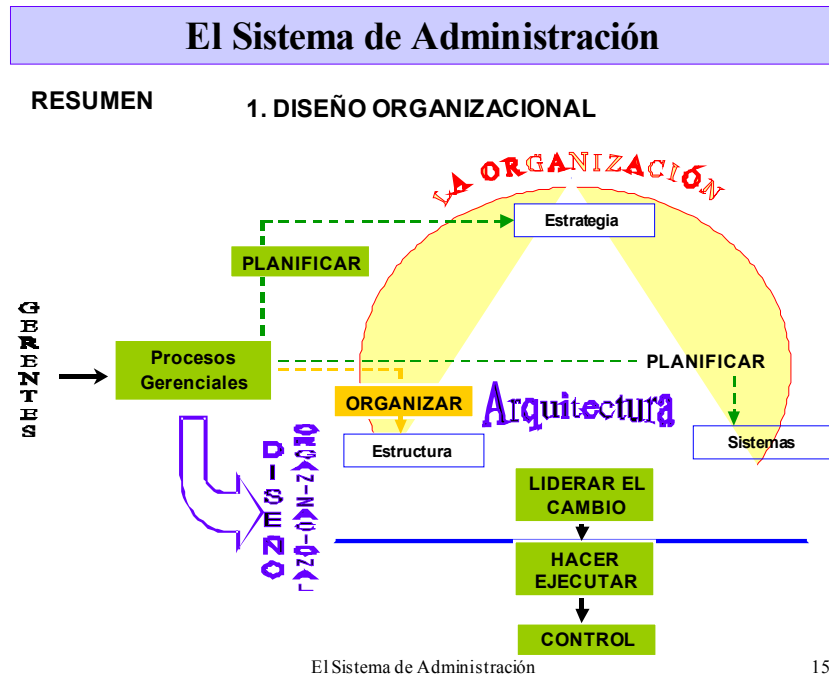 El Sistema de Administración
RESUMEN
1. DISEÑO ORGANIZACIONAL
LA ORGANIZACIÓN
Estrategia
PLANIFICAR
GERENTES
Procesos
Gerenciales
PLANIFICAR
ORGANIZAR
Arquitectura
Estructura
Sistemas
DISEÑO
ORGANIZACIONAL
LIDERAR EL
CAMBIO
HACER
EJECUTAR
CONTROL
El Sistema de Administración
15